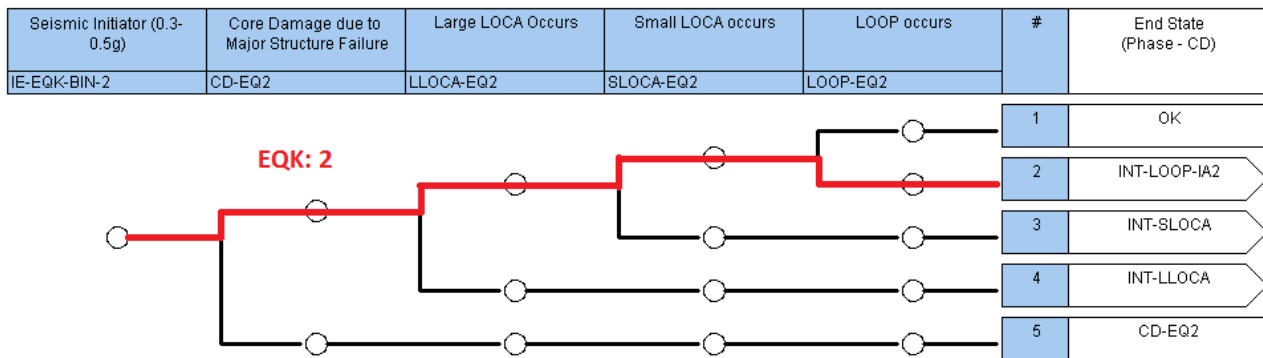 Seismic Initiator (0.3-
0.5g)
Core Damage due to
Major Structure Failure
Large LOCA Occurs
Small LOCA occurs
LOOP occurs
#
End State
(Phase - CD)
IE-EQK-BIN-2
CD-EQ2
LLOCA-EQ2
SLOCA-EQ2
LOOP-EQ2
EQK: 2
1
OK
2
INT-LOOP-IA2
3
INT-SLOCA
4
INT-LLOCA
5
CD-EQ2